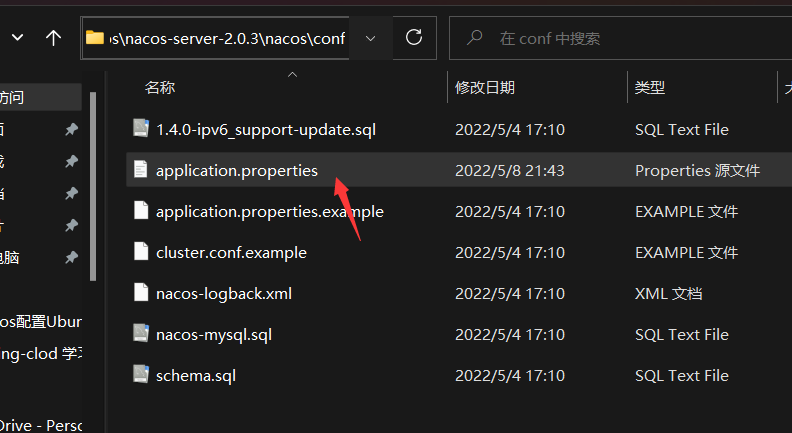 s\nacos-server-2.0.3\nacos\conf
在 conf 中搜索
名称 修改日期 类型
访问
1.4.0-ipv6_support-update.sql 2022/5/4 17:10 SQL Text File
application.properties 2022/5/8 21:43 Properties 源文件
application.properties.example 2022/5/4 17:10 EXAMPLE 文件
cluster.conf.example 2022/5/4 17:10 EXAMPLE 文件
电脑
nacos-logback.xml 2022/5/4 17:10 XML 文档
os配置Ubun
nacos-mysql.sql 2022/5/4 17:10 SQL Text File
ing-clod 学习
schema.sql 2022/5/4 17:10 SQL Text File
Drive - Perso